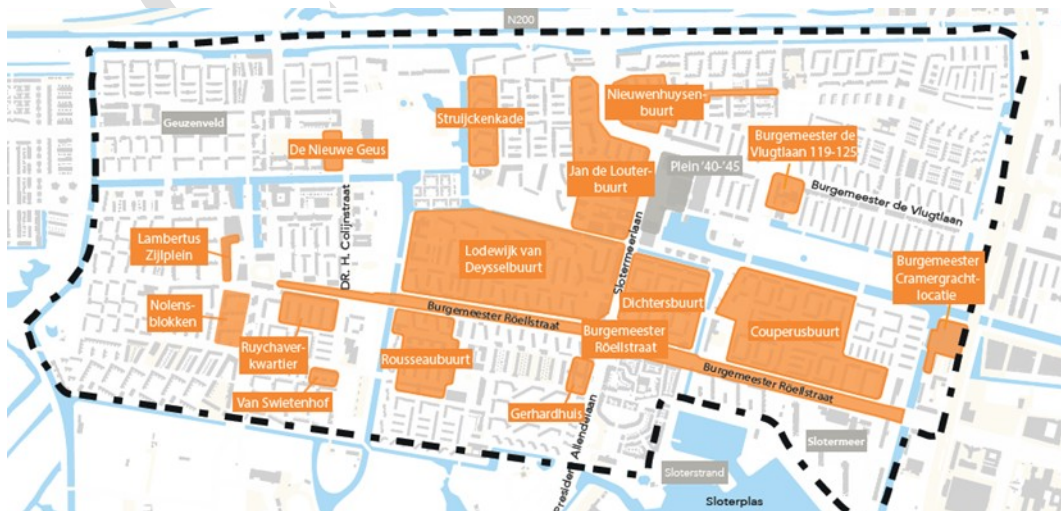 N200
Geuzenveld
De Nieuwe Geus
Struijckenkade
Nieuwenhuysen-
buurt
Burgemeester de
Vlugtlaan 119-125
Jan de Louter-
buurt
Plein '40-'45
Burgemeester de Vlugtlaan
DR. H. Colijnstraat
Lambertus
Zijlplein
Lodewijk van
Deysselbuurt
Slotermeerlaan
Dichtersbuurt
Burgemeester
Cramergracht-
locatie
Nolens-
blokken
Ruychaver-
kwartier
Burgemeester Röellstraat
Burgemeester
Röellstraat
Couperusbuurt
Rousseaubuurt
Burgemeester Röellstraat
Van Swietenhof
Gerhardhuis
President Allendelaan
Slotermeer
Sloterstrand
Sloterplas